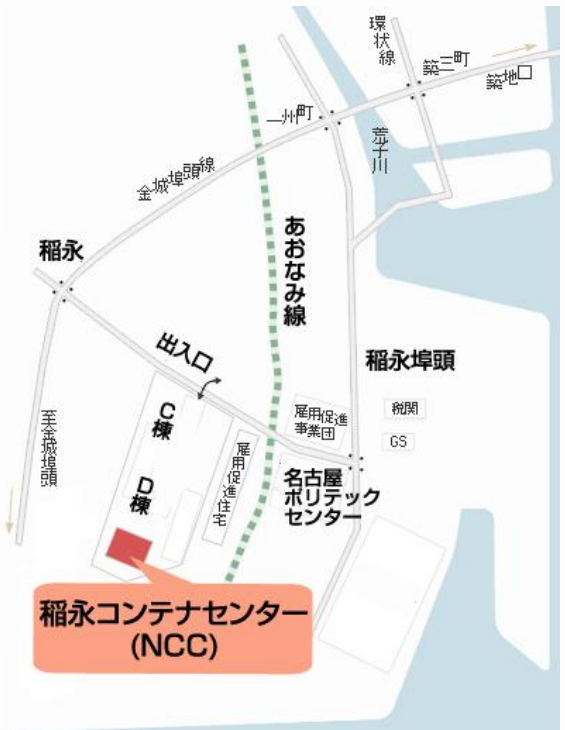 環状線
築三町
築地口
一州町
荒子川
金城埠頭線
あおなみ線
稲永
出入口
稲永埠頭
C棟
雇用促進
事業団
税関
GS
至金城埠頭
雇用促進住宅
D棟
名古屋
ポリテック
センター
稲永コンテナセンター
(NCC)